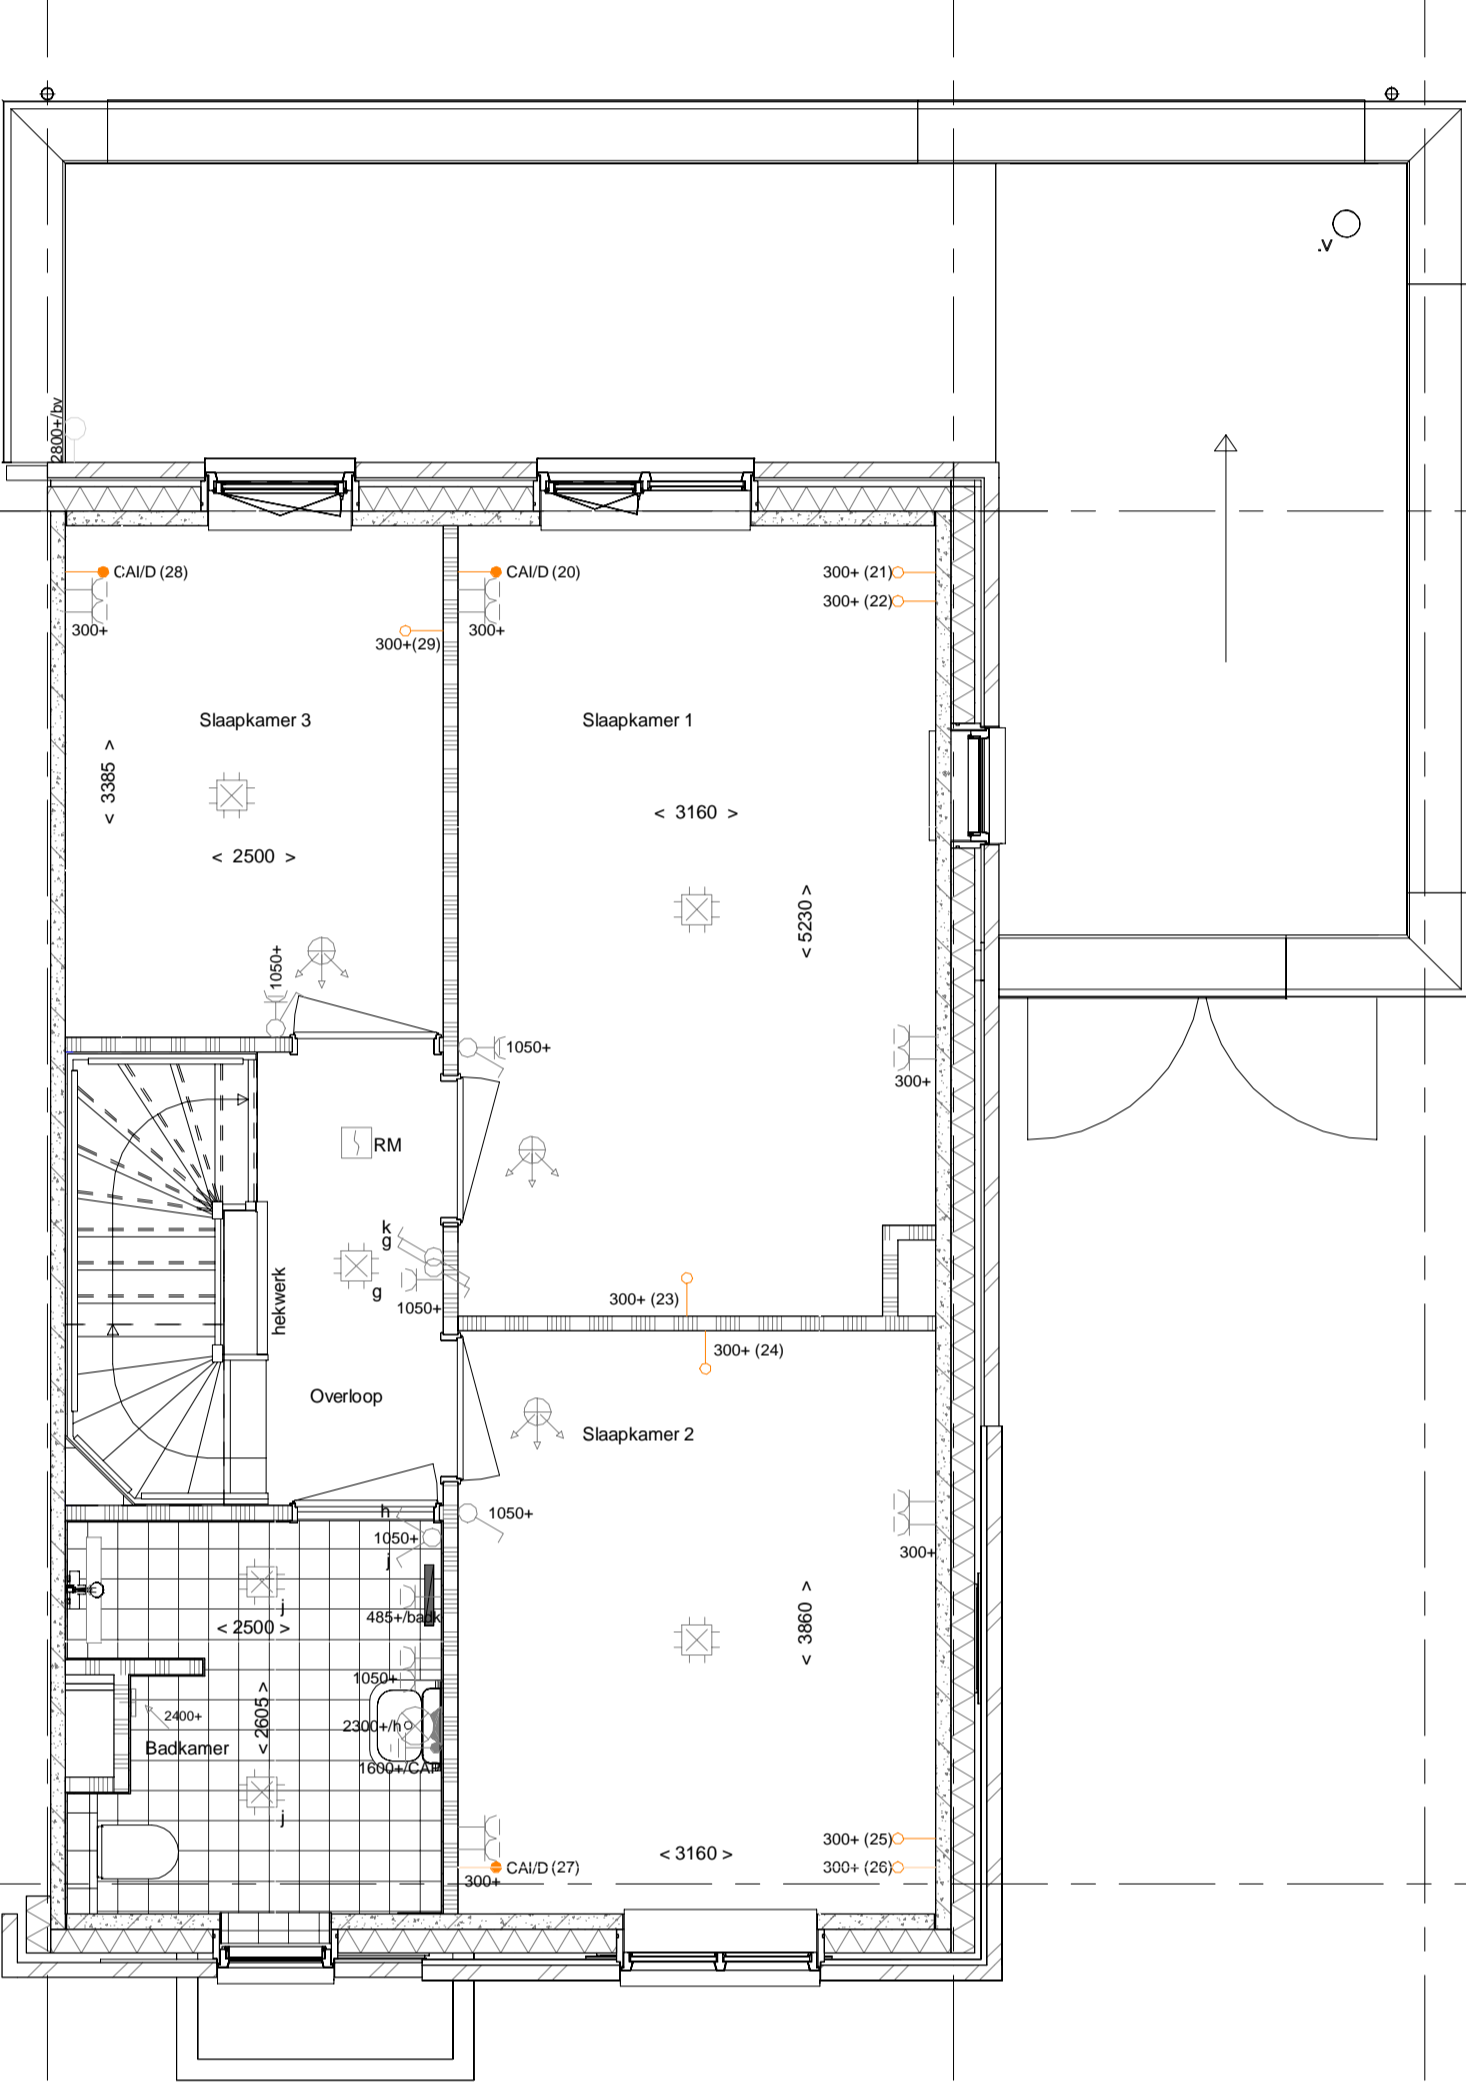 .V
2800+/bv
CAI/D (28)
CAI/D (20)
300+ (21)
300+ (22)
300+
300+(29)
300+
Slaapkamer 3
Slaapkamer 1
< 3385 >
< 3160 >
< 2500 >
< 5230 >
1050+
1050+
300+
RM
k
g
g
1050+
hekwerk
300+ (23)
300+ (24)
Overloop
Slaapkamer 2
h
1050+
j
1050+
300+
j
485+/badk
< 2500 >
< 3860 >
1050+
2400+
< 2605 >
2300+/h
Badkamer
1600+/CAP
j
300+ (25)
< 3160 >
CAI/D (27)
300+ (26)
300+